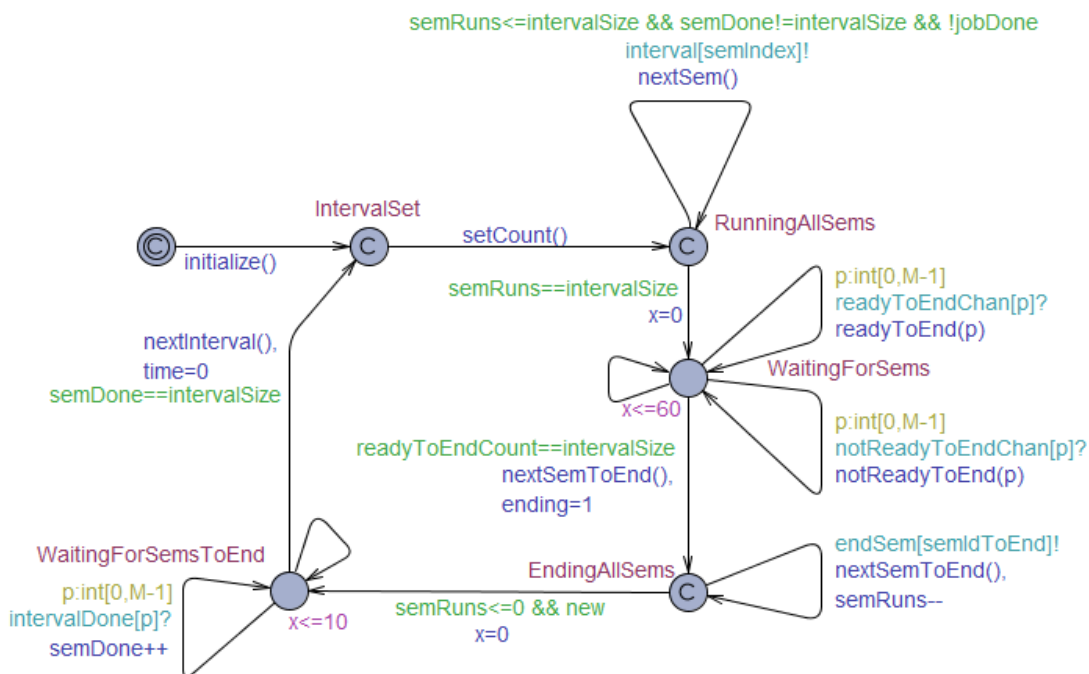 semRuns<=intervalSize && semDone!=intervalSize && !jobDone
interval[semIndex]!
nextSem()
IntervalSet
C
initialize()
C
setCount()
C
RunningAllSems
semRuns==intervalSize
x=0
p:int[0,M-1]
readyToEndChan[p]?
readyToEnd(p)
nextInterval(),
time=0
semDone==intervalSize
WaitingForSems
x<=60
p:int[0,M-1]
notReadyToEndChan[p]?
notReadyToEnd(p)
readyToEndCount==intervalSize
nextSemToEnd(),
ending=1
WaitingForSemsToEnd
p:int[0,M-1]
intervalDone[p]?
semDone++
x<=10
semRuns<=0 && new
x=0
EndingAllSems
C
endSem[semIdToEnd]!
nextSemToEnd(),
semRuns--